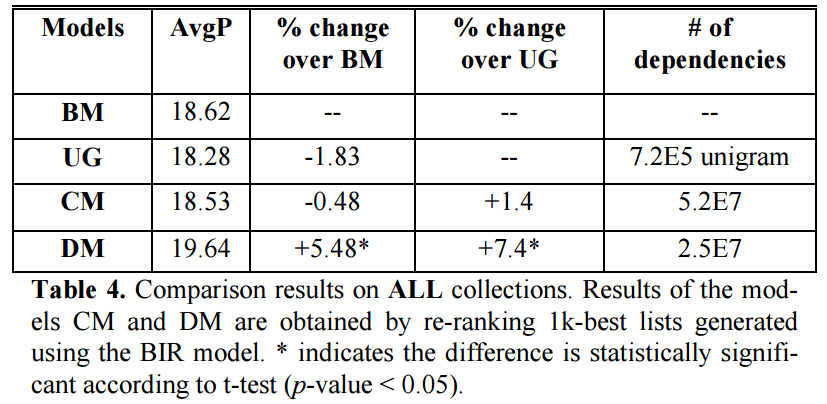 Models AvgP % change over BM % change over UG # of dependencies
BM 18.62 -- -- --
UG 18.28 -1.83 -- 7.2E5 unigram
CM 18.53 -0.48 +1.4 5.2E7
DM 19.64 +5.48* +7.4* 2.5E7
Table 4. Comparison results on ALL collections. Results of the mod-
els CM and DM are obtained by re-ranking 1k-best lists generated
using the BIR model. * indicates the difference is statistically signifi-
cant according to t-test (p-value < 0.05).